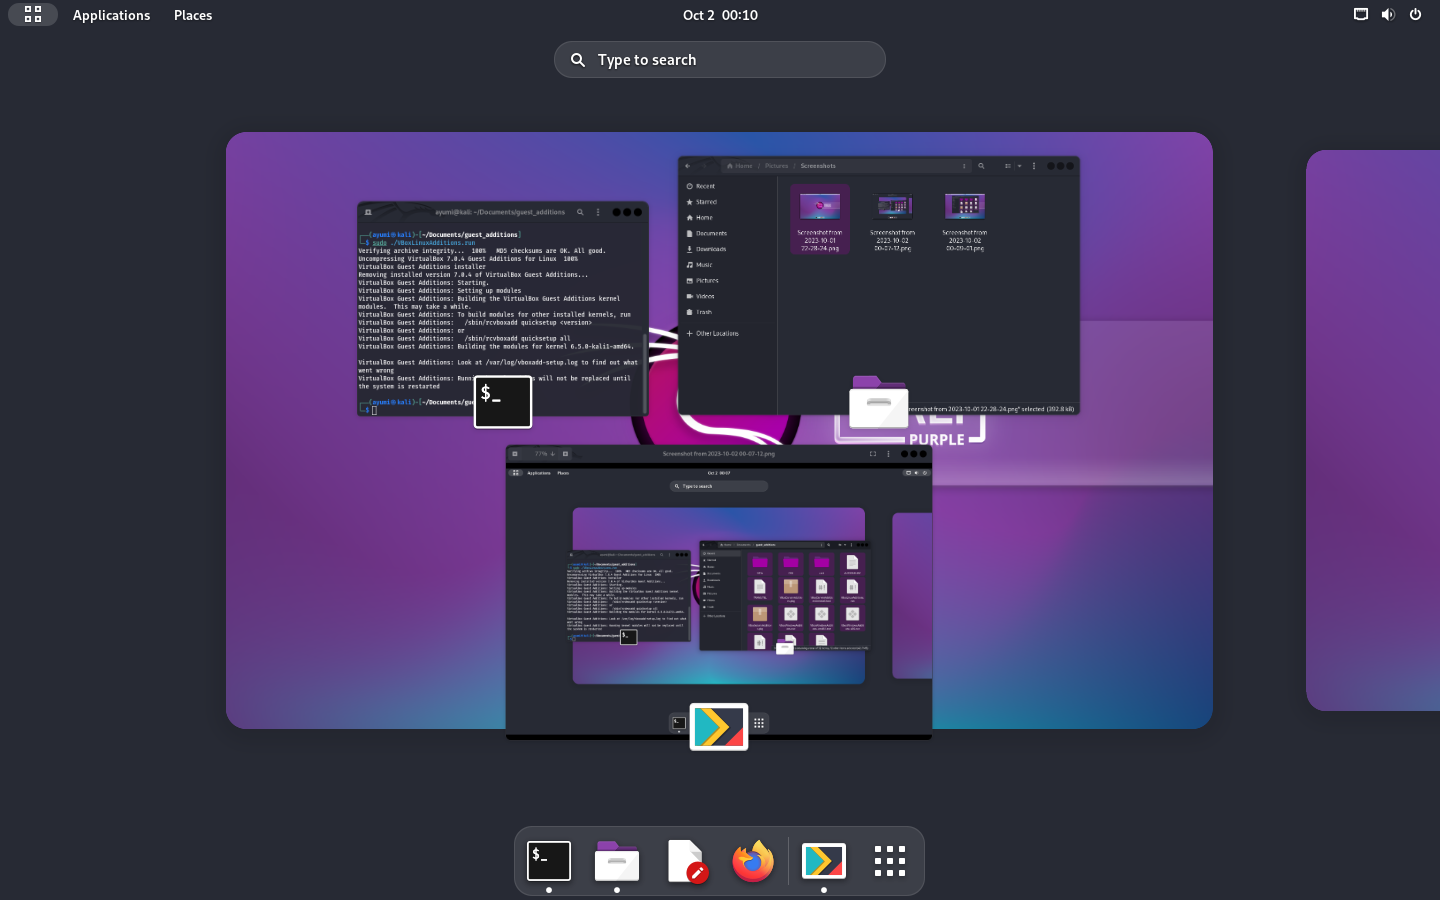 Applications
Places
Oct 2 00:10
Type to search
ayumi@kali: ~/Documents/guest_additions
┌──(ayumi㉿kali)-[~/Documents/guest_additions]
└─$ sudo ./VBoxLinuxAdditions.run
Verifying archive integrity... 100% MD5 checksums are OK. All good.
Uncompressing VirtualBox 7.0.4 Guest Additions for Linux 100%
VirtualBox Guest Additions installer
Removing installed version 7.0.4 of VirtualBox Guest Additions...
VirtualBox Guest Additions: Starting.
VirtualBox Guest Additions: Setting up modules
VirtualBox Guest Additions: Building the VirtualBox Guest Additions kernel
modules. This may take a while.
VirtualBox Guest Additions: To build modules for other installed kernels, run
VirtualBox Guest Additions: /sbin/rcvboxadd quicksetup <version>
VirtualBox Guest Additions: or
VirtualBox Guest Additions: /sbin/rcvboxadd quicksetup all
VirtualBox Guest Additions: Building the modules for kernel 6.5.0-kali1-amd64.
VirtualBox Guest Additions: Look at /var/log/vboxadd-setup.log to find out what
went wrong
VirtualBox Guest Additions: Runni s will not be replaced until
the system is restarted
┌──(ayumi㉿kali)-[~/Documents/gue
└─$
$_
Home / Pictures / Screenshots
Recent
Starred
Home
Documents
Downloads
Music
Pictures
Videos
Trash
Other Locations
Screenshot from
2023-10-01
22-28-24.png
Screenshot from
2023-10-02
00-07-12.png
Screenshot from
2023-10-02
00-09-01.png
reenshot from 2023-10-01 22-28-24.png" selected (392.8 kB)
PURPLE
77%
Screenshot from 2023-10-02 00-07-12.png
Applications
Places
Oct 2 00:07
Type to search
$_